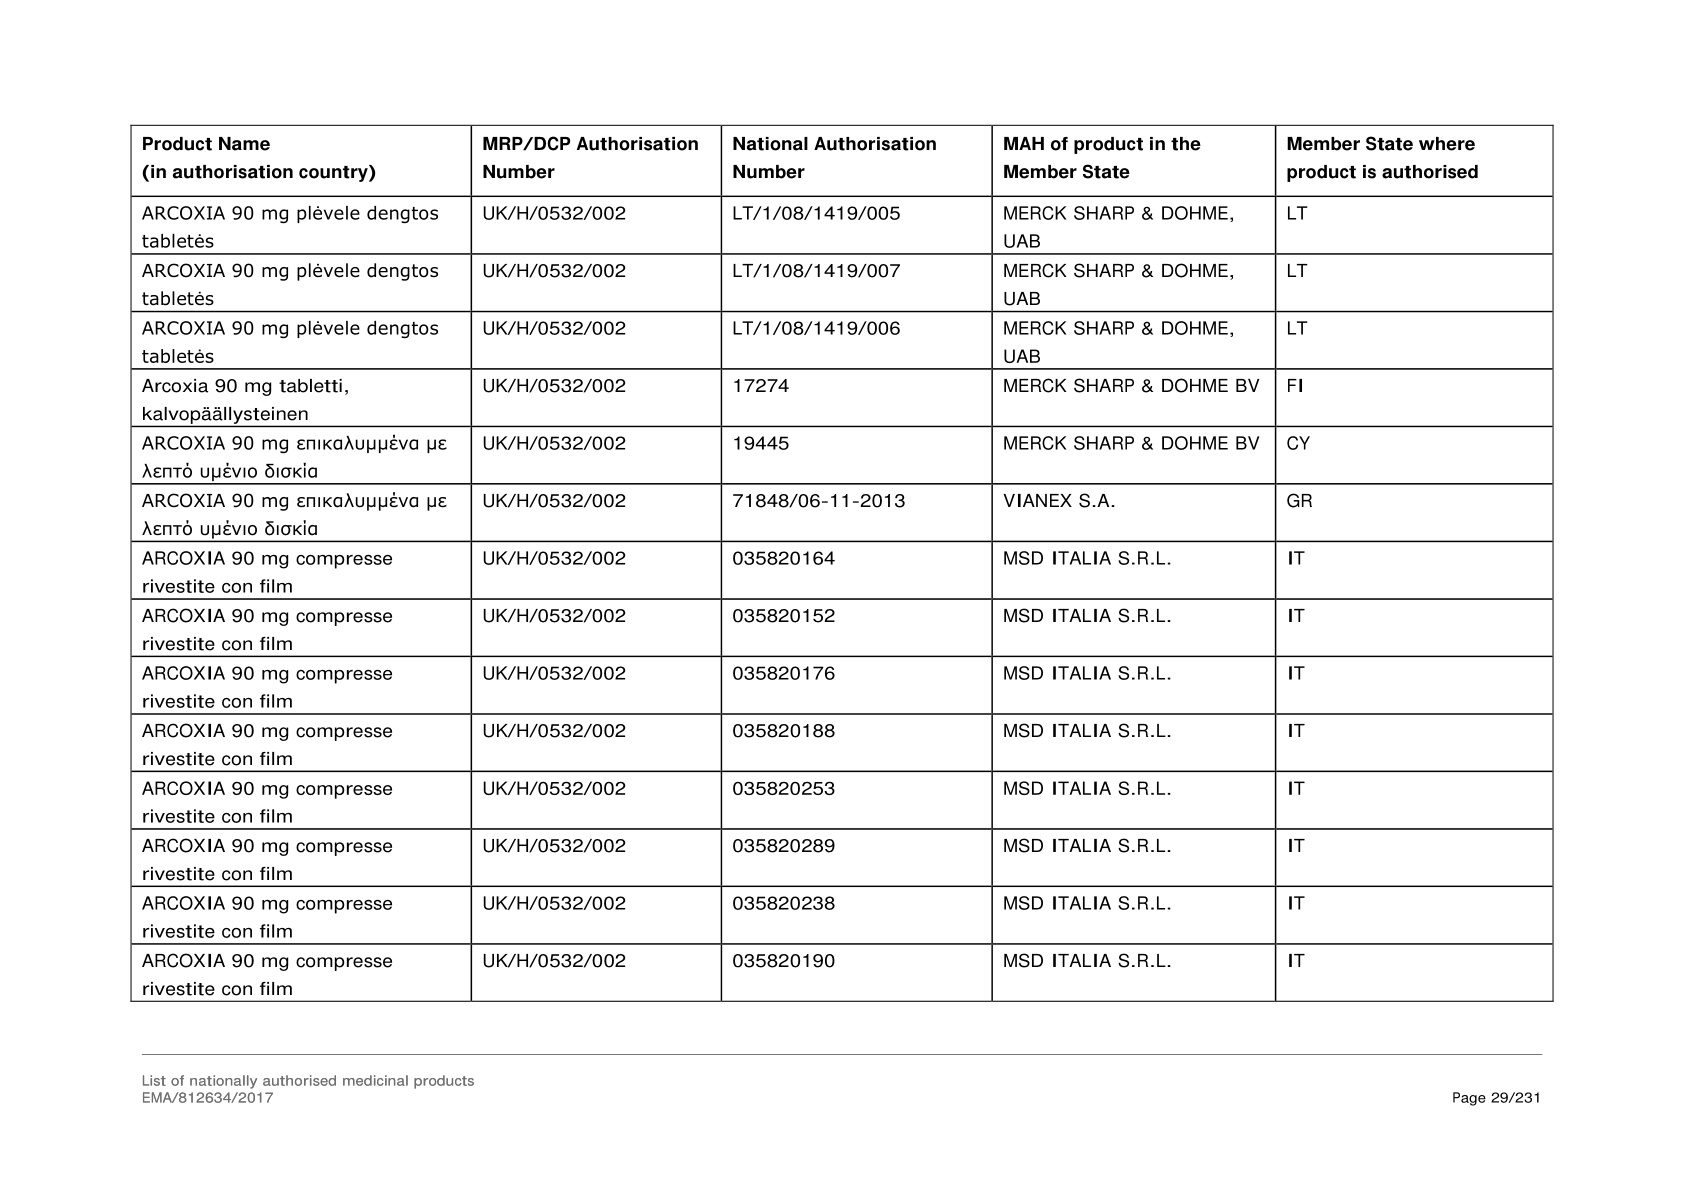 Product Name MRP/DCP Authorisation National Authorisation MAH of product in the Member State where
(in authorisation country) Number Number Member State product is authorised
ARCOXIA 90 mg plėvele dengtos UK/H/0532/002 LT/1/08/1419/005 MERCK SHARP & DOHME, LT
tabletės UAB
ARCOXIA 90 mg plėvele dengtos UK/H/0532/002 LT/1/08/1419/007 MERCK SHARP & DOHME, LT
tabletės UAB
ARCOXIA 90 mg plėvele dengtos UK/H/0532/002 LT/1/08/1419/006 MERCK SHARP & DOHME, LT
tabletės UAB
Arcoxia 90 mg tabletti, UK/H/0532/002 17274 MERCK SHARP & DOHME BV FI
kalvopäällysteinen
ARCOXIA 90 mg επικαλυμμένα με UK/H/0532/002 19445 MERCK SHARP & DOHME BV CY
λεπτό υμένιο δισκία
ARCOXIA 90 mg επικαλυμμένα με UK/H/0532/002 71848/06-11-2013 VIANEX S.A. GR
λεπτό υμένιο δισκία
ARCOXIA 90 mg compresse UK/H/0532/002 035820164 MSD ITALIA S.R.L. IT
rivestite con film
ARCOXIA 90 mg compresse UK/H/0532/002 035820152 MSD ITALIA S.R.L. IT
rivestite con film
ARCOXIA 90 mg compresse UK/H/0532/002 035820176 MSD ITALIA S.R.L. IT
rivestite con film
ARCOXIA 90 mg compresse UK/H/0532/002 035820188 MSD ITALIA S.R.L. IT
rivestite con film
ARCOXIA 90 mg compresse UK/H/0532/002 035820253 MSD ITALIA S.R.L. IT
rivestite con film
ARCOXIA 90 mg compresse UK/H/0532/002 035820289 MSD ITALIA S.R.L. IT
rivestite con film
ARCOXIA 90 mg compresse UK/H/0532/002 035820238 MSD ITALIA S.R.L. IT
rivestite con film
ARCOXIA 90 mg compresse UK/H/0532/002 035820190 MSD ITALIA S.R.L. IT
rivestite con film
List of nationally authorised medicinal products
EMA/812634/2017 Page 29/231